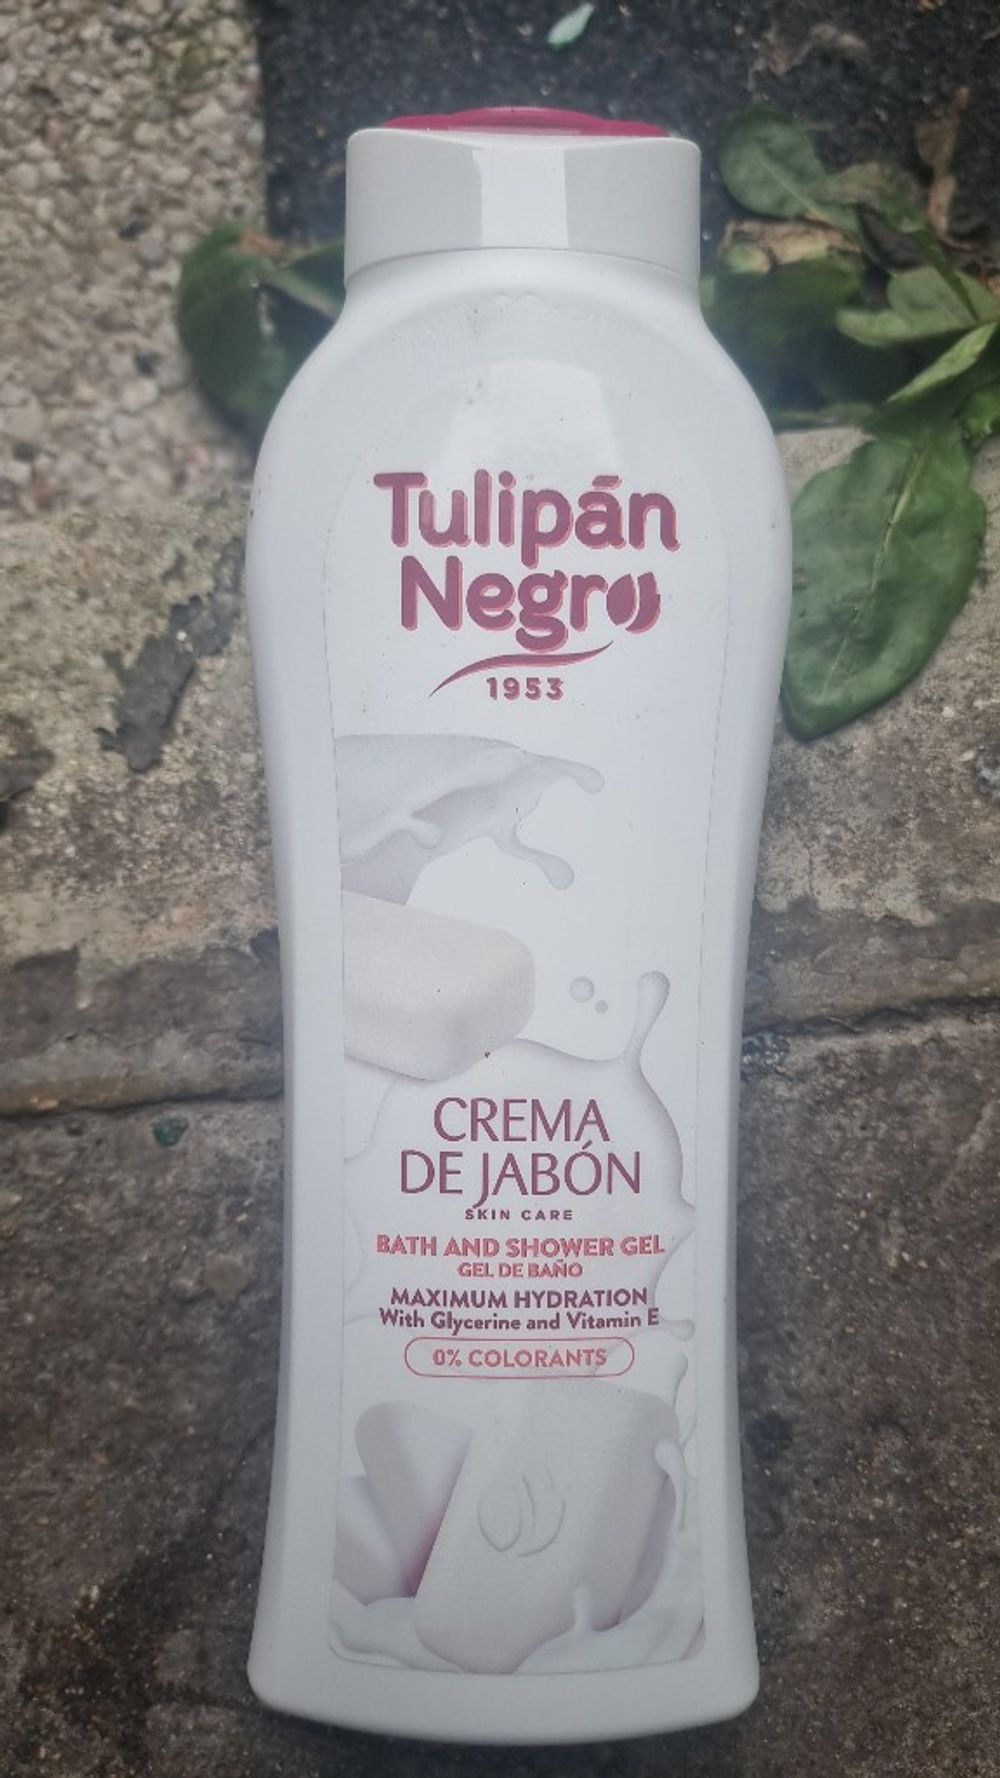 Tulipán
Negro
1953
CREMA
DE JABÓN
SKIN CARE
BATH AND SHOWER GEL
GEL DE BAÑO
MAXIMUM HYDRATION
With Glycerine and Vitamin E
0% COLORANTS